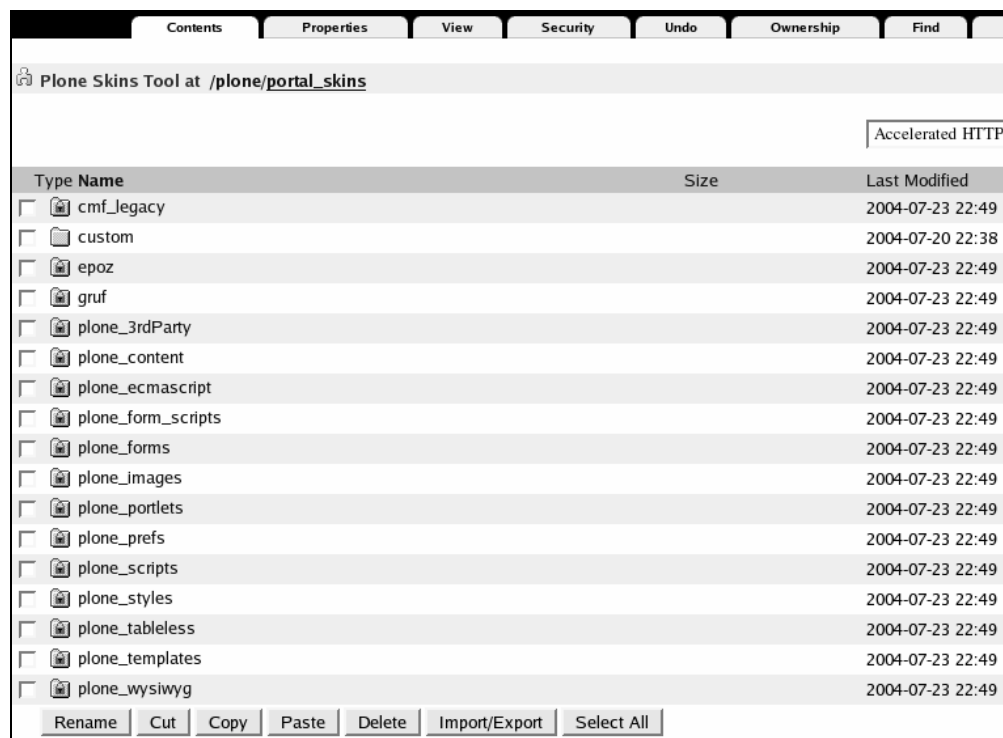 Contents Properties View Security Undo Ownership Find
Plone Skins Tool at /plone/portal_skins
Accelerated HTTP
Type Name Size Last Modified
cmf_legacy 2004-07-23 22:49
custom 2004-07-20 22:38
epoz 2004-07-23 22:49
gruf 2004-07-23 22:49
plone_3rdParty 2004-07-23 22:49
plone_content 2004-07-23 22:49
plone_ecmascript 2004-07-23 22:49
plone_form_scripts 2004-07-23 22:49
plone_forms 2004-07-23 22:49
plone_images 2004-07-23 22:49
plone_portlets 2004-07-23 22:49
plone_prefs 2004-07-23 22:49
plone_scripts 2004-07-23 22:49
plone_styles 2004-07-23 22:49
plone_tableless 2004-07-23 22:49
plone_templates 2004-07-23 22:49
plone_wysiwyg 2004-07-23 22:49
Rename Cut Copy Paste Delete Import/Export Select All